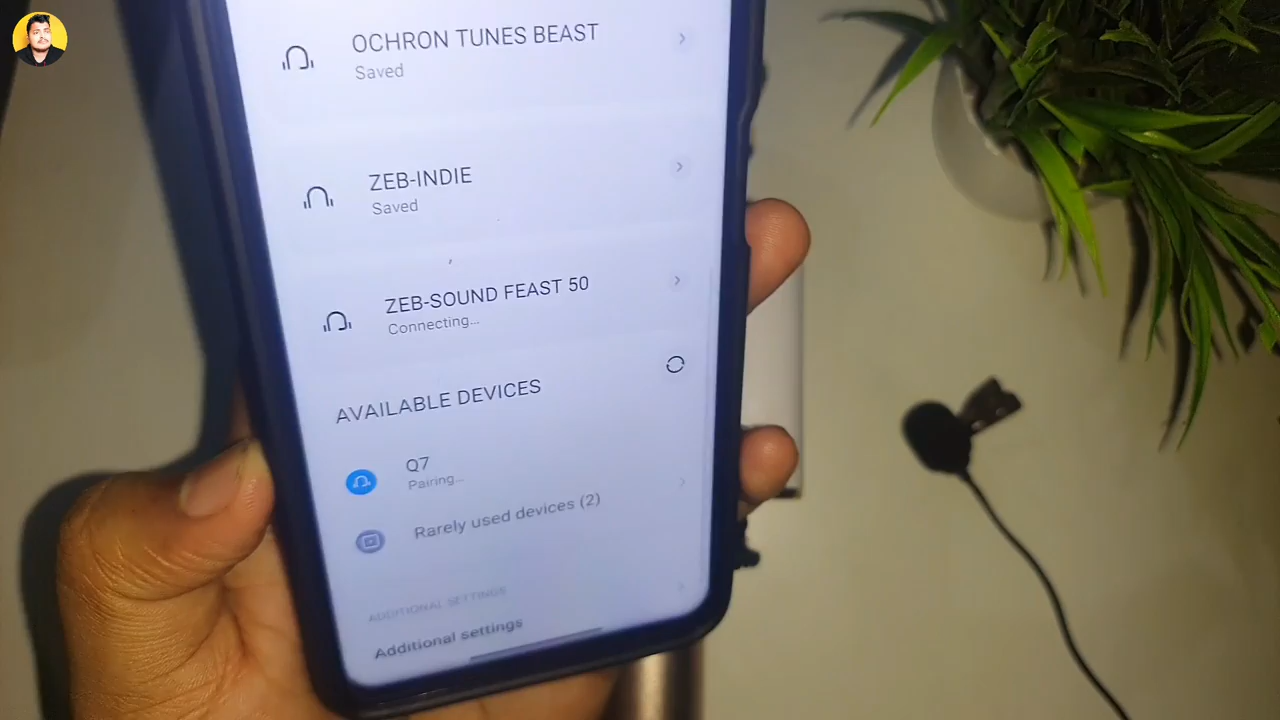 OCHRON TUNES BEAST
Saved
ZEB-INDIE
Saved
ZEB-SOUND FEAST 50
Connecting...
AVAILABLE DEVICES
Q7
Pairing...
Rarely used devices (2)
ADDITIONAL SETTINGS
Additional settings